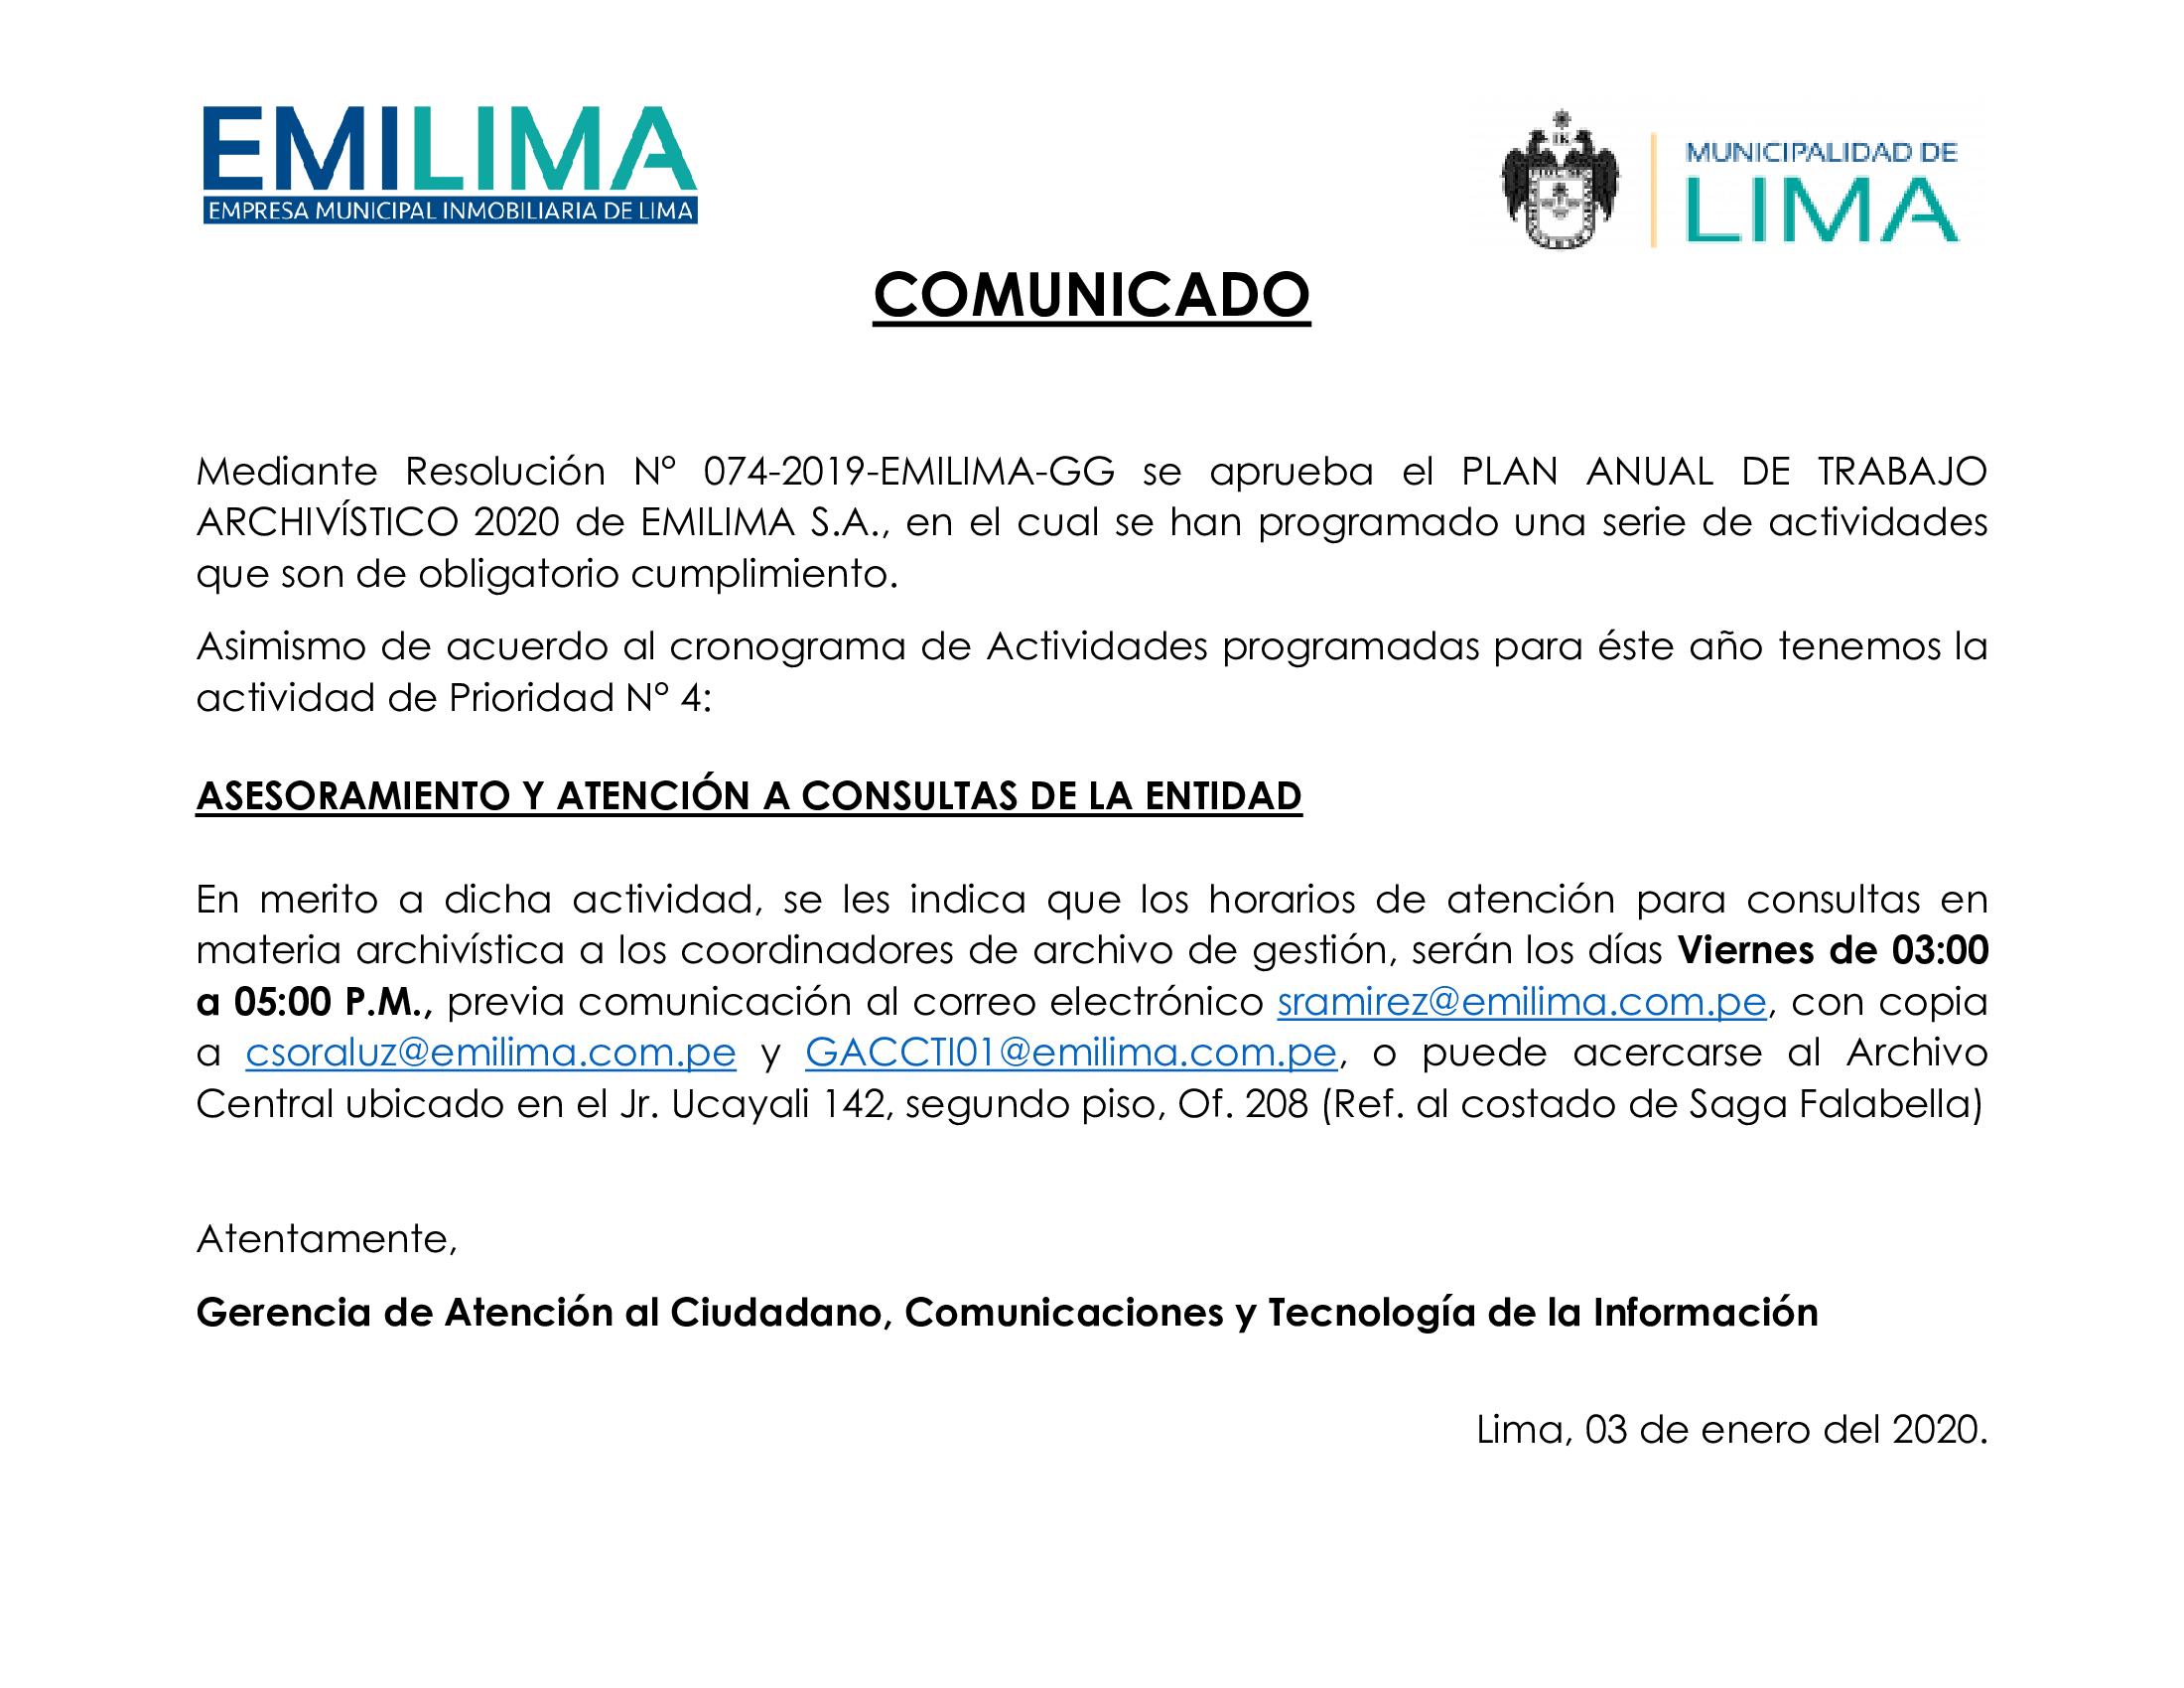 EMILIMA
EMPRESA MUNICIPAL INMOBILIARIA DE LIMA
MUNICIPALIDAD DE
LIMA
COMUNICADO
Mediante Resolución Nº 074-2019-EMILIMA-GG se aprueba el PLAN ANUAL DE TRABAJO
ARCHIVÍSTICO 2020 de EMILIMA S.A., en el cual se han programado una serie de actividades
que son de obligatorio cumplimiento.
Asimismo de acuerdo al cronograma de Actividades programadas para éste año tenemos la
actividad de Prioridad N° 4:
ASESORAMIENTO Y ATENCIÓN A CONSULTAS DE LA ENTIDAD
En merito a dicha actividad, se les indica que los horarios de atención para consultas en
materia archivística a los coordinadores de archivo de gestión, serán los días Viernes de 03:00
a 05:00 P.M., previa comunicación al correo electrónico sramirez@emilima.com.pe, con copia
a csoraluz@emilima.com.pe y GACCTI01@emilima.com.pe, o puede acercarse al Archivo
Central ubicado en el Jr. Ucayali 142, segundo piso, Of. 208 (Ref. al costado de Saga Falabella)
Atentamente,
Gerencia de Atención al Ciudadano, Comunicaciones y Tecnología de la Información
Lima, 03 de enero del 2020.